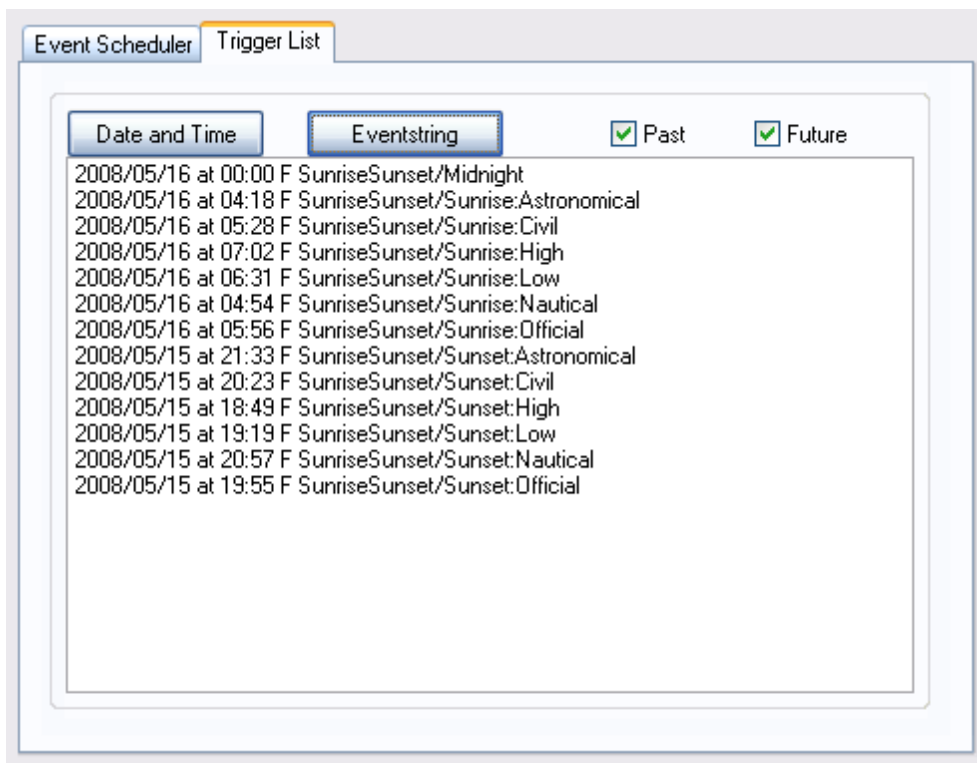 Event Scheduler Trigger List
Date and Time Eventstring Past Future
2008/05/16 at 00:00 F SunriseSunset/Midnight
2008/05/16 at 04:18 F SunriseSunset/Sunrise:Astronomical
2008/05/16 at 05:28 F SunriseSunset/Sunrise:Civil
2008/05/16 at 07:02 F SunriseSunset/Sunrise:High
2008/05/16 at 06:31 F SunriseSunset/Sunrise:Low
2008/05/16 at 04:54 F SunriseSunset/Sunrise:Nautical
2008/05/16 at 05:56 F SunriseSunset/Sunrise:Official
2008/05/15 at 21:33 F SunriseSunset/Sunset:Astronomical
2008/05/15 at 20:23 F SunriseSunset/Sunset:Civil
2008/05/15 at 18:49 F SunriseSunset/Sunset:High
2008/05/15 at 19:19 F SunriseSunset/Sunset:Low
2008/05/15 at 20:57 F SunriseSunset/Sunset:Nautical
2008/05/15 at 19:55 F SunriseSunset/Sunset:Official